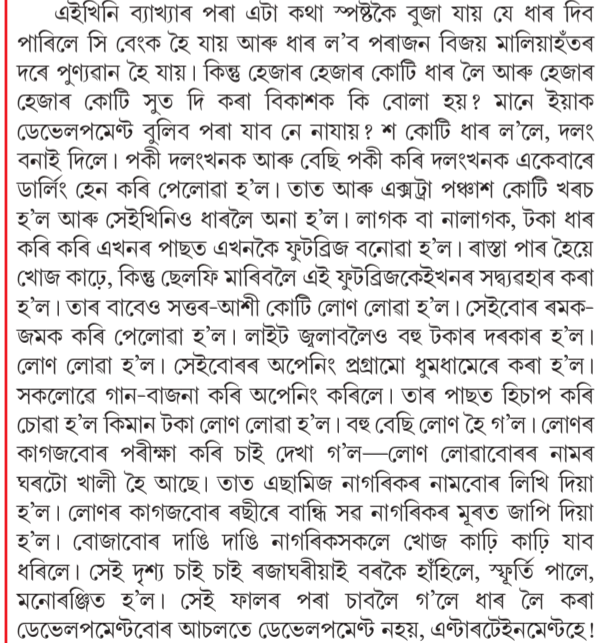 এইখিনি ব্যাখ্যাৰ পৰা এটা কথা স্পষ্টকৈ বুজা যায় যে ধাৰ দিব
পাৰিলে সি বেংক হৈ যায় আৰু ধাৰ ল'ব পৰাজন বিজয় মালিয়াহঁতৰ
দৰে পুণ্যৱান হৈ যায়। কিন্তু হেজাৰ হেজাৰ কোটি ধাৰ লৈ আৰু হেজাৰ
হেজাৰ কোটি সুত দি কৰা বিকাশক কি বোলা হয়? মানে ইয়াক
ডেভেলপমেণ্ট বুলিব পৰা যাব নে নাযায়? শ কোটি ধাৰ ল'লে, দলং
বনাই দিলে। পকী দলংখনক আৰু বেছি পকী কৰি দলংখনক একেবাৰে
ডাৰ্লিং হেন কৰি পেলোৱা হ'ল। তাত আৰু এক্সট্ৰা পঞ্চাশ কোটি খৰচ
হ'ল আৰু সেইখিনিও ধাৰলৈ অনা হ'ল। লাগক বা নালাগক, টকা ধাৰ
কৰি কৰি এখনৰ পাছত এখনকৈ ফুটব্ৰিজ বনোৱা হ'ল। ৰাস্তা পাৰ হৈয়ে
খোজ কাঢ়ে, কিন্তু ছেলফি মাৰিবলৈ এই ফুটব্ৰিজকেইখনৰ সদ্ব্যৱহাৰ কৰা
হ'ল। তাৰ বাবেও সত্তৰ-আশী কোটি লোণ লোৱা হ'ল। সেইবোৰ ৰমক-
জমক কৰি পেলোৱা হ'ল। লাইট জ্বলাবলৈও বহু টকাৰ দৰকাৰ হ'ল।
লোণ লোৱা হ'ল। সেইবোৰৰ অপেনিং প্ৰগ্ৰামো ধুমধামেৰে কৰা হ'ল।
সকলোৱে গান-বাজনা কৰি অপেনিং কৰিলে। তাৰ পাছত হিচাপ কৰি
চোৱা হ'ল কিমান টকা লোণ লোৱা হ'ল। বহু বেছি লোণ হৈ গ'ল। লোণৰ
কাগজবোৰ পৰীক্ষা কৰি চাই দেখা গ'ল—লোণ লোৱাবোৰৰ নামৰ
ঘৰটো খালী হৈ আছে। তাত এছামিজ নাগৰিকৰ নামবোৰ লিখি দিয়া
হ'ল। লোণৰ কাগজবোৰ ৰছীৰে বান্ধি সৱ নাগৰিকৰ মূৰত জাপি দিয়া
হ'ল। বোজাবোৰ দাঙি দাঙি নাগৰিকসকলে খোজ কাঢ়ি কাঢ়ি যাব
ধৰিলে। সেই দৃশ্য চাই চাই ৰজাঘৰীয়াই বৰকৈ হাঁহিলে, স্ফূৰ্তি পালে,
মনোৰঞ্জিত হ'ল। সেই ফালৰ পৰা চাবলৈ গ'লে ধাৰ লৈ কৰা
ডেভেলপমেণ্টবোৰ আচলতে ডেভেলপমেণ্ট নহয়, এণ্টাৰটেইনমেণ্টহে!